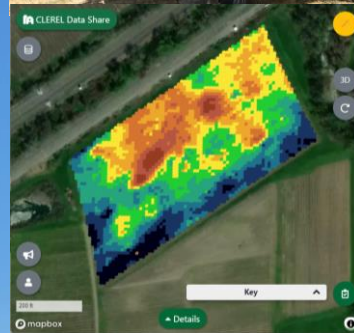 CLEREL Data Share
3D
Key
200 ft
Details
mapbox